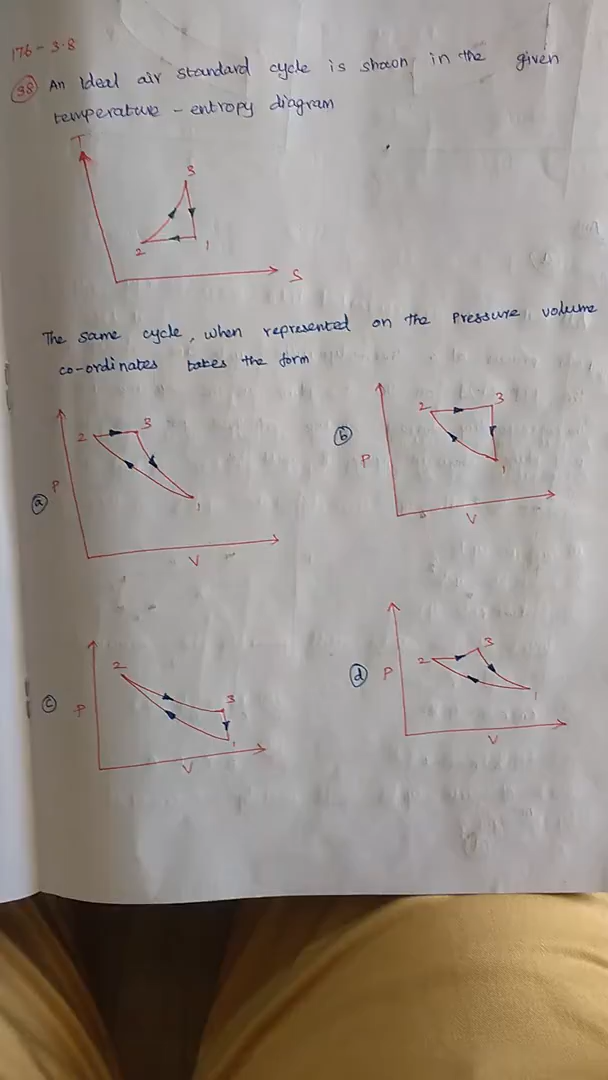 176 - 3.8
38 An Ideal air standard cycle is shown in the given
temperature - entropy diagram
T
3
2
1
S
The same cycle, when represented on the pressure, volume
co-ordinates takes the form
a
P
2
3
1
V
b
P
2
3
1
V
c
P
2
3
1
V
d
P
2
3
1
V